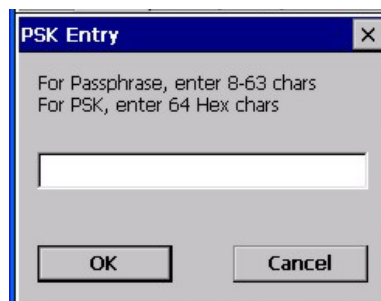 PSK Entry
For Passphrase, enter 8-63 chars
For PSK, enter 64 Hex chars
OK
Cancel